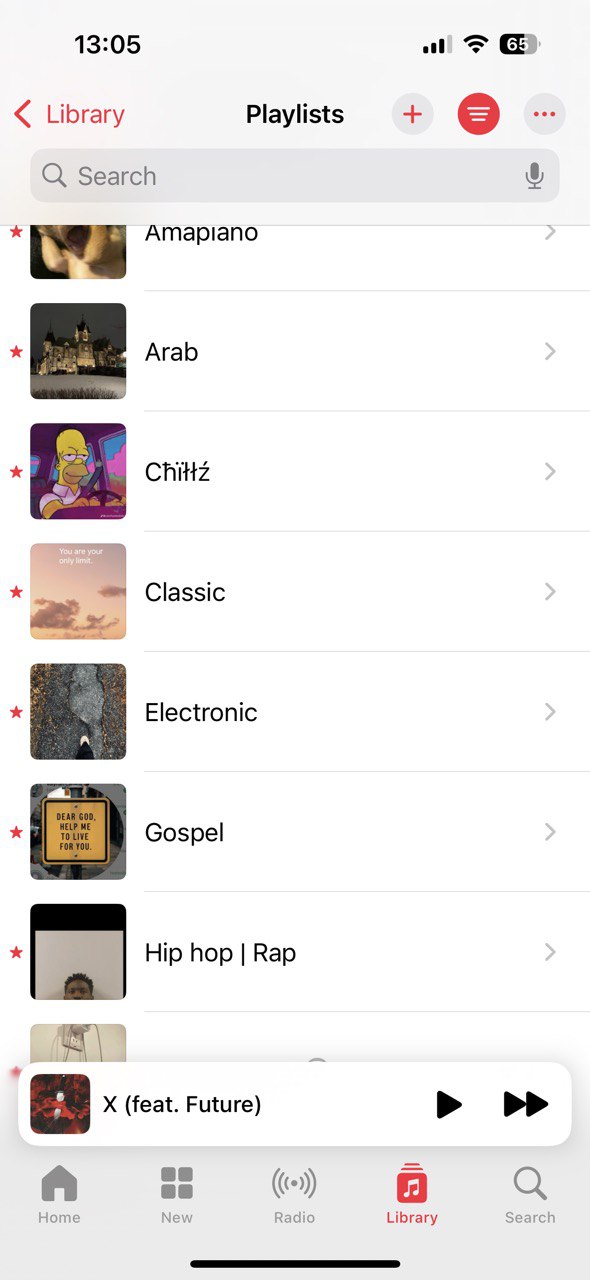 13:05
65
Library
Playlists
Search
Amapiano
Arab
Cħïłłź
You are your
only limit.
Classic
Electronic
DEAR GOD,
HELP ME
TO LIVE
FOR YOU.
Gospel
Hip hop | Rap
X (feat. Future)
Home
New
Radio
Library
Search